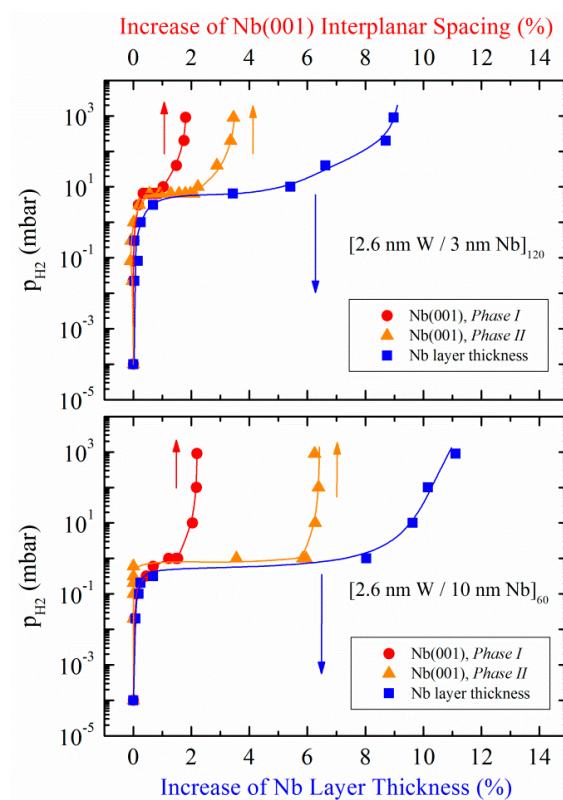 Increase of Nb(001) Interplanar Spacing (%)
0 2 4 6 8 10 12 14
p_H2 (mbar)
10^3
10^1
10^-1
10^-3
10^-5
[2.6 nm W / 3 nm Nb]_120
Nb(001), Phase I
Nb(001), Phase II
Nb layer thickness
p_H2 (mbar)
10^3
10^1
10^-1
10^-3
10^-5
[2.6 nm W / 10 nm Nb]_60
Nb(001), Phase I
Nb(001), Phase II
Nb layer thickness
0 2 4 6 8 10 12 14
Increase of Nb Layer Thickness (%)